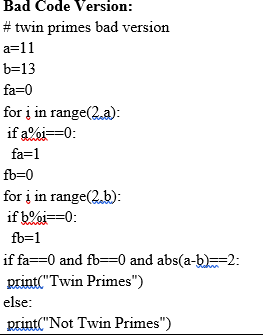 Bad Code Version:
# twin primes bad version
a=11
b=13
fa=0
for i in range(2,a):
 if a%i==0:
  fa=1
fb=0
for i in range(2,b):
 if b%i==0:
  fb=1
if fa==0 and fb==0 and abs(a-b)==2:
 print("Twin Primes")
else:
 print("Not Twin Primes")